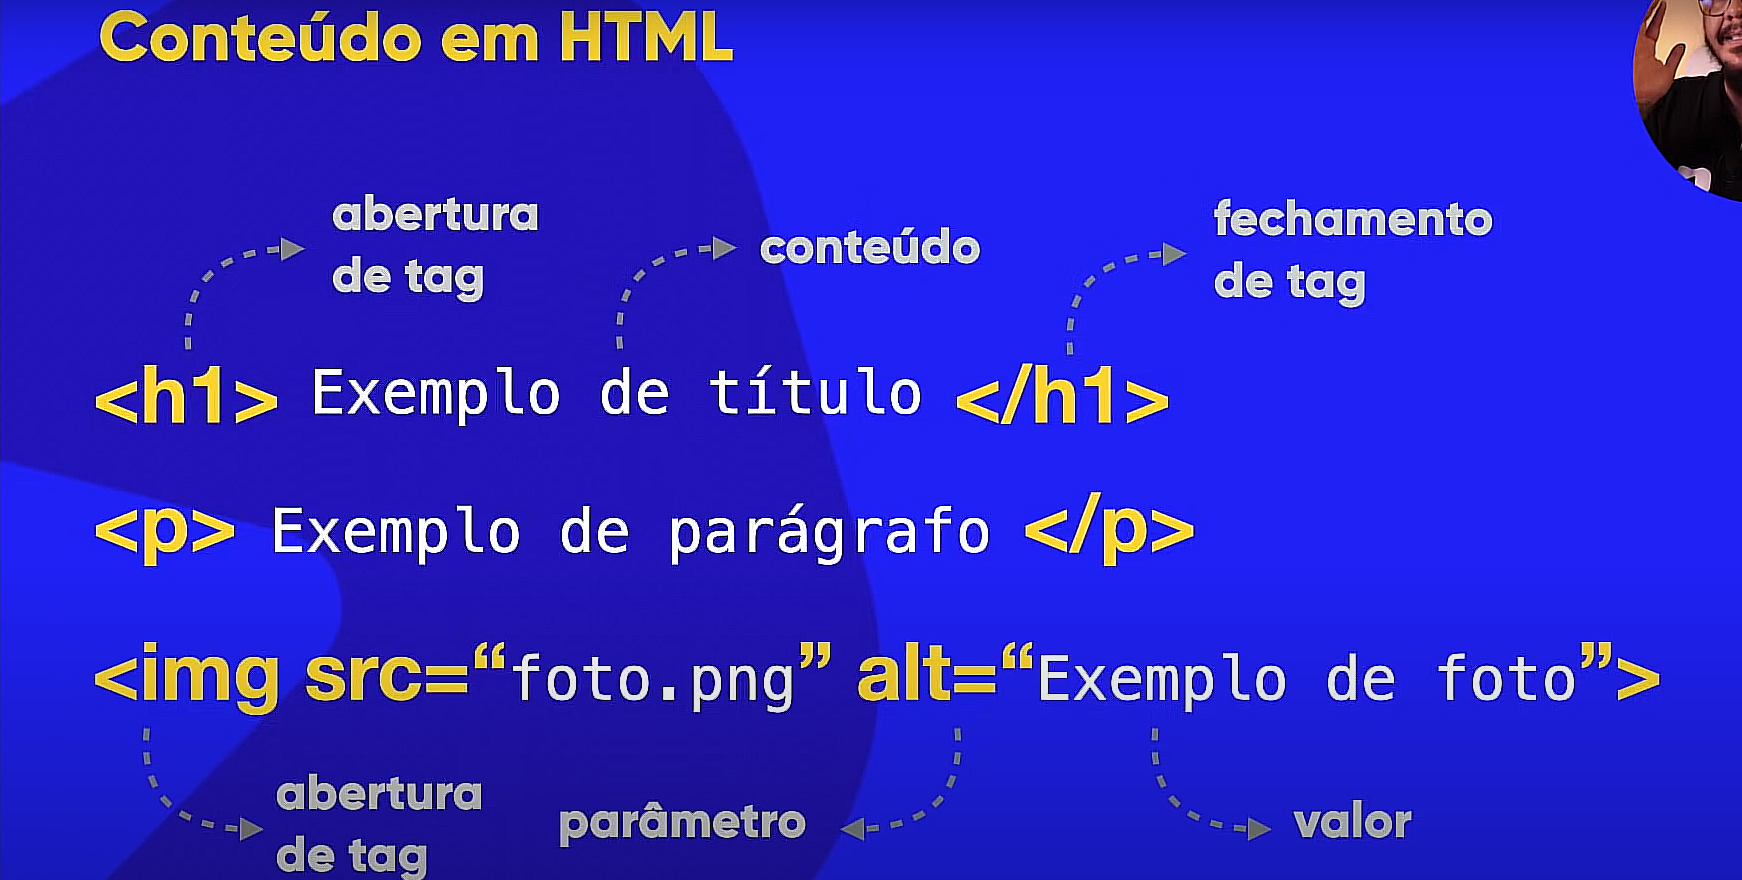 Conteúdo em HTML
abertura
de tag
conteúdo
fechamento
de tag
<h1> Exemplo de título </h1>
<p> Exemplo de parágrafo </p>
<img src=“foto.png” alt=“Exemplo de foto”>
abertura
de tag
parâmetro
valor